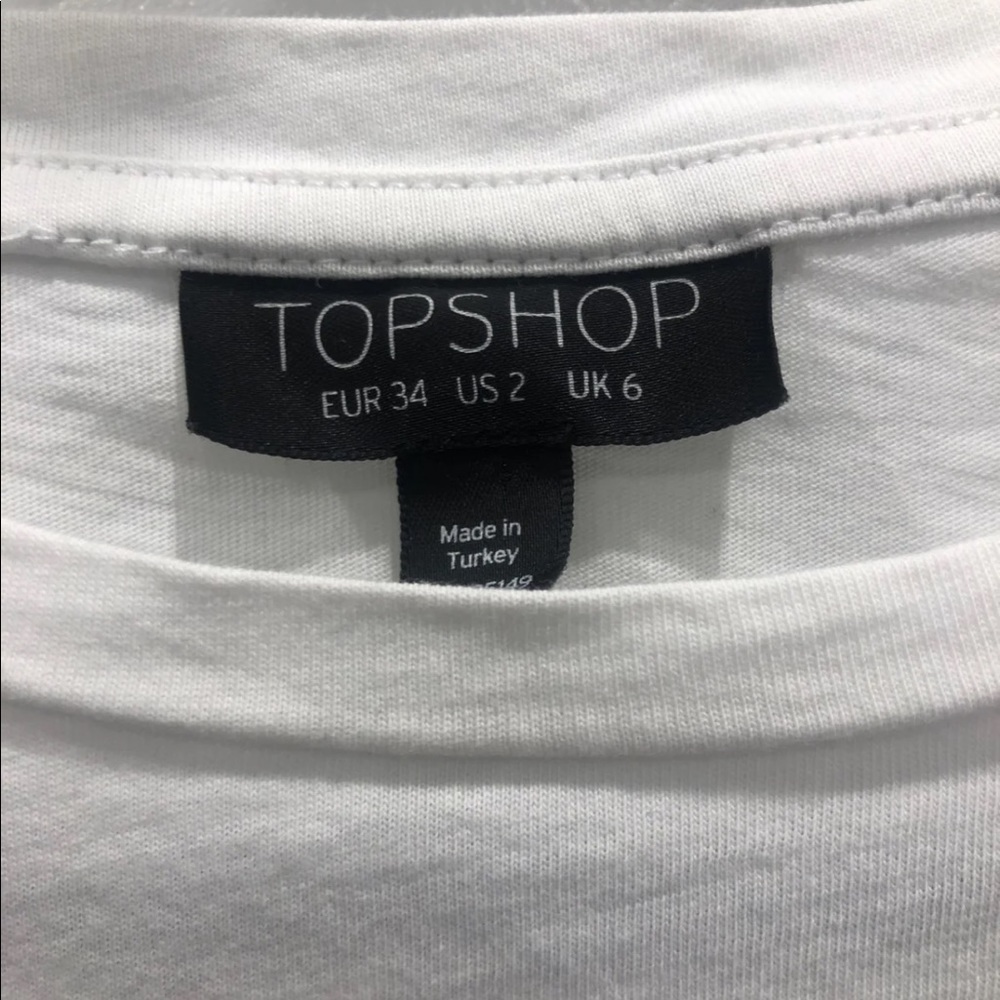 TOPSHOP
EUR 34 US 2 UK 6
Made in
Turkey